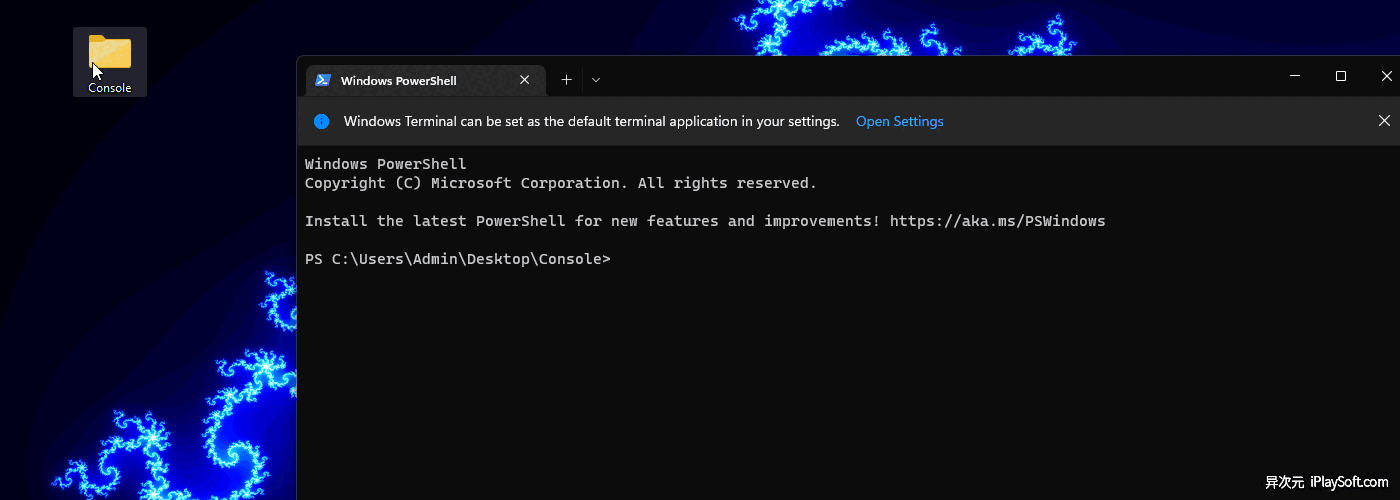 Console
Windows PowerShell
Windows Terminal can be set as the default terminal application in your settings. Open Settings
Windows PowerShell
Copyright (C) Microsoft Corporation. All rights reserved.
Install the latest PowerShell for new features and improvements! https://aka.ms/PSWindows
PS C:\Users\Admin\Desktop\Console>
异次元 iPlaySoft.com